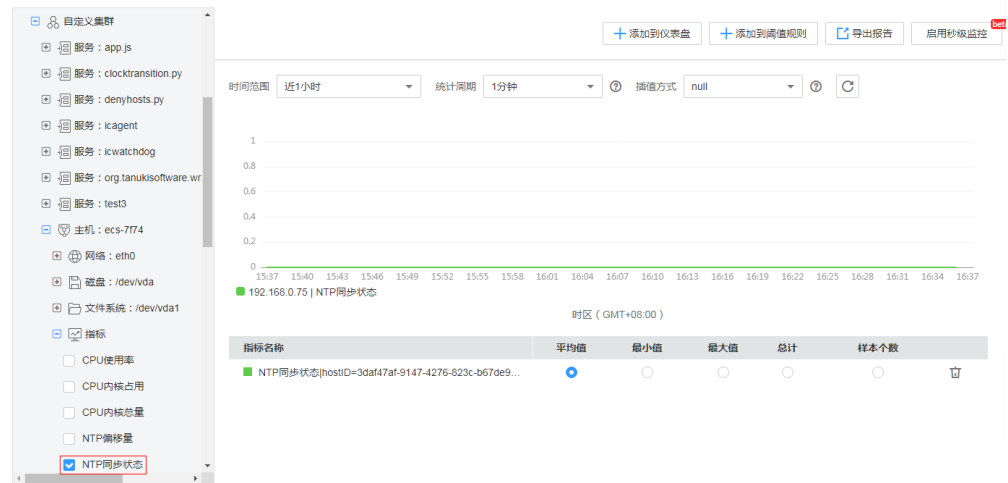 自定义集群
服务：app.js
服务：clocktransition.py
服务：denyhosts.py
服务：icagent
服务：icwatchdog
服务：org.tanukisoftware.wr
服务：test3
主机：ecs-7f74
网络：eth0
磁盘：/dev/vda
文件系统：/dev/vda1
指标
CPU使用率
CPU内核占用
CPU内核总量
NTP偏移量
NTP同步状态
添加到仪表盘 添加到阈值规则 导出报告 启用秒级监控 beta
时间范围 近1小时 统计周期 1分钟 插值方式 null
1
0.8
0.6
0.4
0.2
0
15:37 15:40 15:43 15:46 15:49 15:52 15:55 15:58 16:01 16:04 16:07 16:10 16:13 16:16 16:19 16:22 16:25 16:28 16:31 16:34 16:37
192.168.0.75 | NTP同步状态
时区（GMT+08:00）
指标名称 平均值 最小值 最大值 总计 样本个数
NTP同步状态|hostID=3daf47af-9147-4276-823c-b67de9...